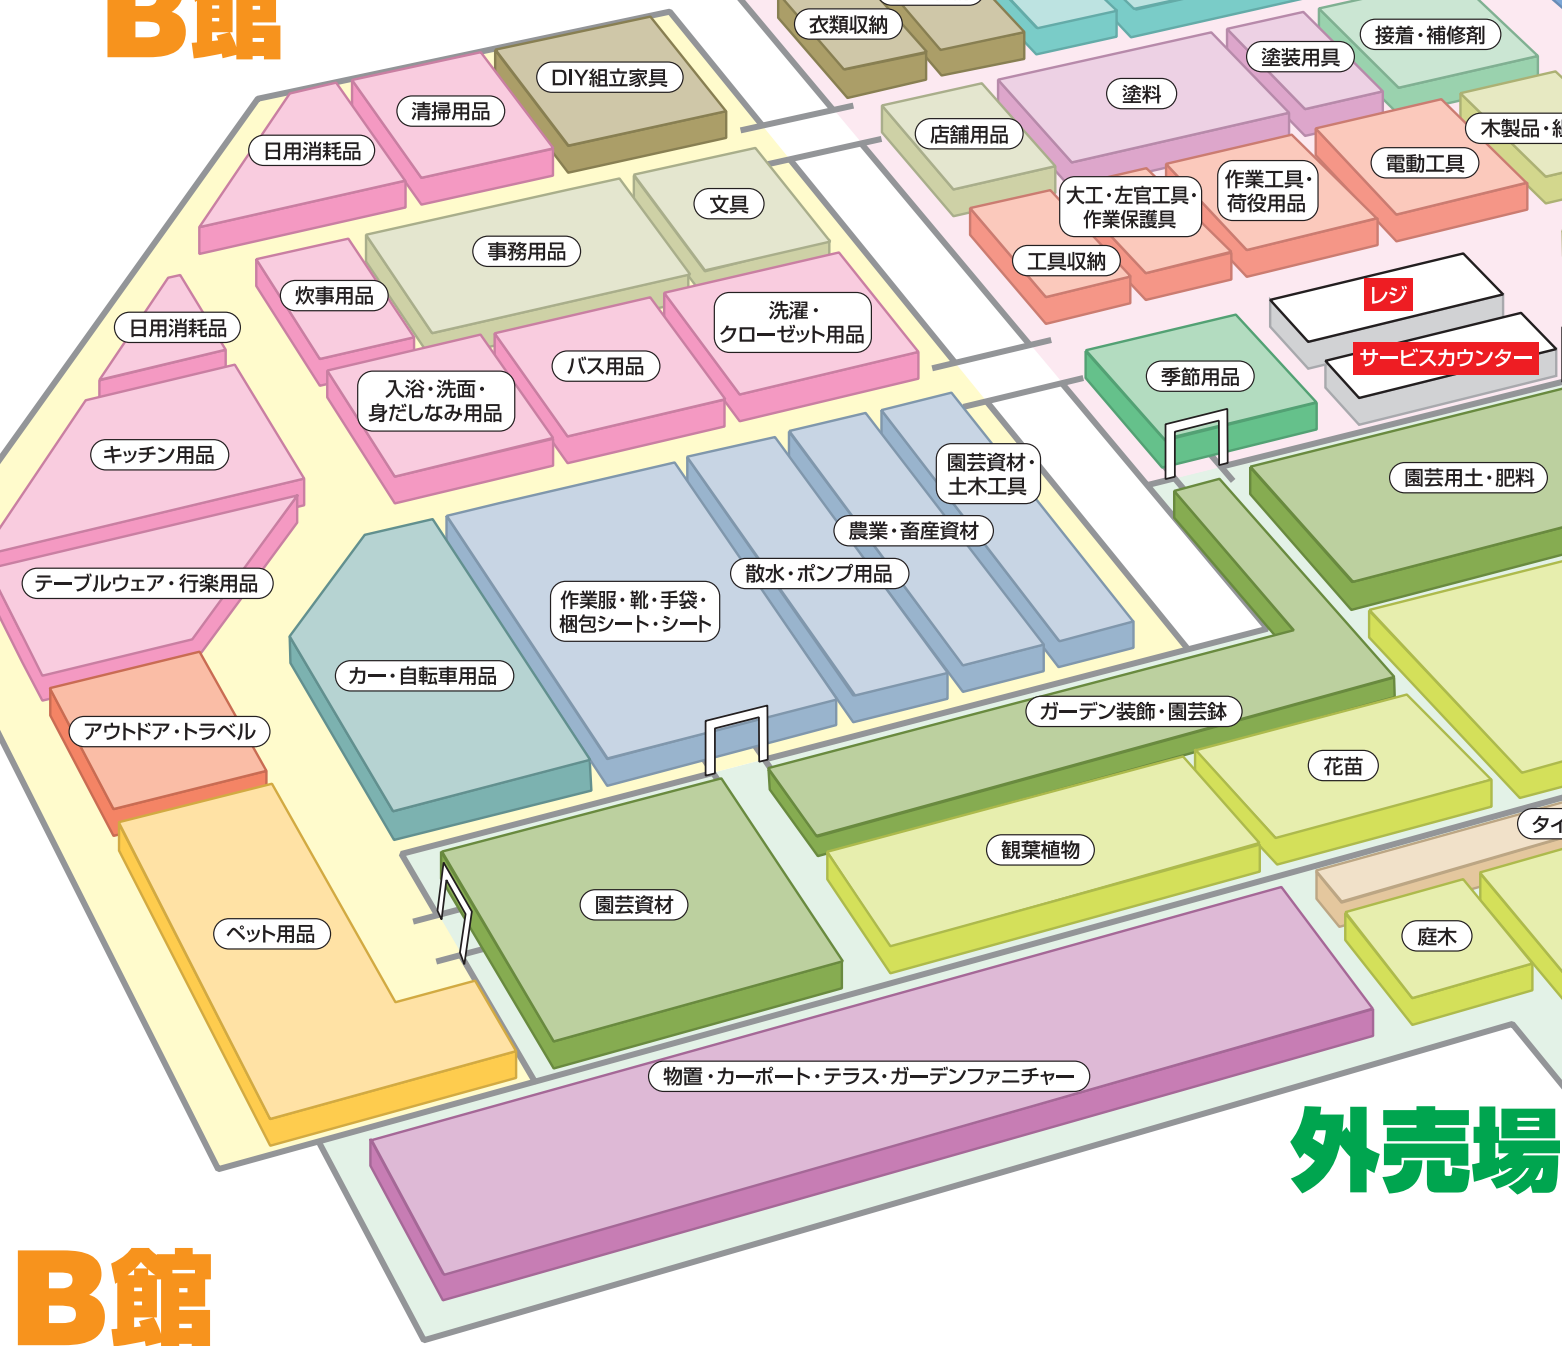 B館
衣類収納
接着・補修剤
塗装用具
DIY組立家具
塗料
清掃用品
店舗用品
木製品・
日用消耗品
電動工具
作業工具・
荷役用品
大工・左官工具・
作業保護具
文具
事務用品
工具収納
炊事用品
レジ
日用消耗品
洗濯・
クローゼット用品
サービスカウンター
バス用品
季節用品
入浴・洗面・
身だしなみ用品
キッチン用品
園芸資材・
土木工具
園芸用土・肥料
農業・畜産資材
散水・ポンプ用品
テーブルウェア・行楽用品
作業服・靴・手袋・
梱包シート・シート
カー・自転車用品
ガーデン装飾・園芸鉢
アウトドア・トラベル
花苗
タイ
観葉植物
園芸資材
ペット用品
庭木
物置・カーポート・テラス・ガーデンファニチャー
外売場
B館